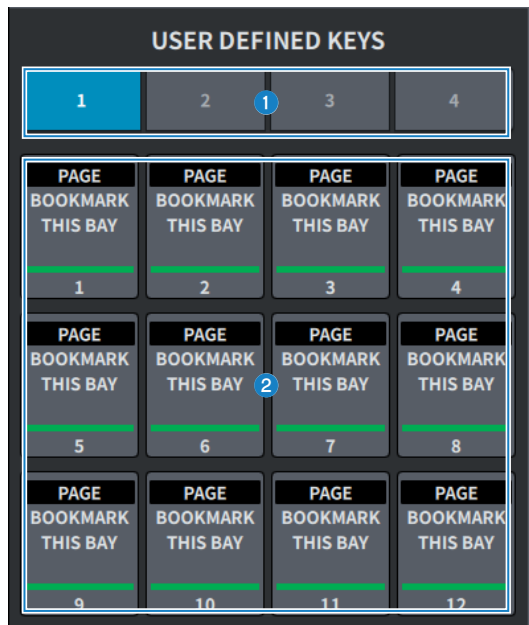 USER DEFINED KEYS
1 2 1 3 4
PAGE PAGE PAGE PAGE
BOOKMARK BOOKMARK BOOKMARK BOOKMARK
THIS BAY THIS BAY THIS BAY THIS BAY
1 2 3 4
PAGE PAGE PAGE PAGE
BOOKMARK BOOKMARK BOOKMARK BOOKMARK
THIS BAY THIS BAY 2 THIS BAY THIS BAY
5 6 7 8
PAGE PAGE PAGE PAGE
BOOKMARK BOOKMARK BOOKMARK BOOKMARK
THIS BAY THIS BAY THIS BAY THIS BAY
9 10 11 12